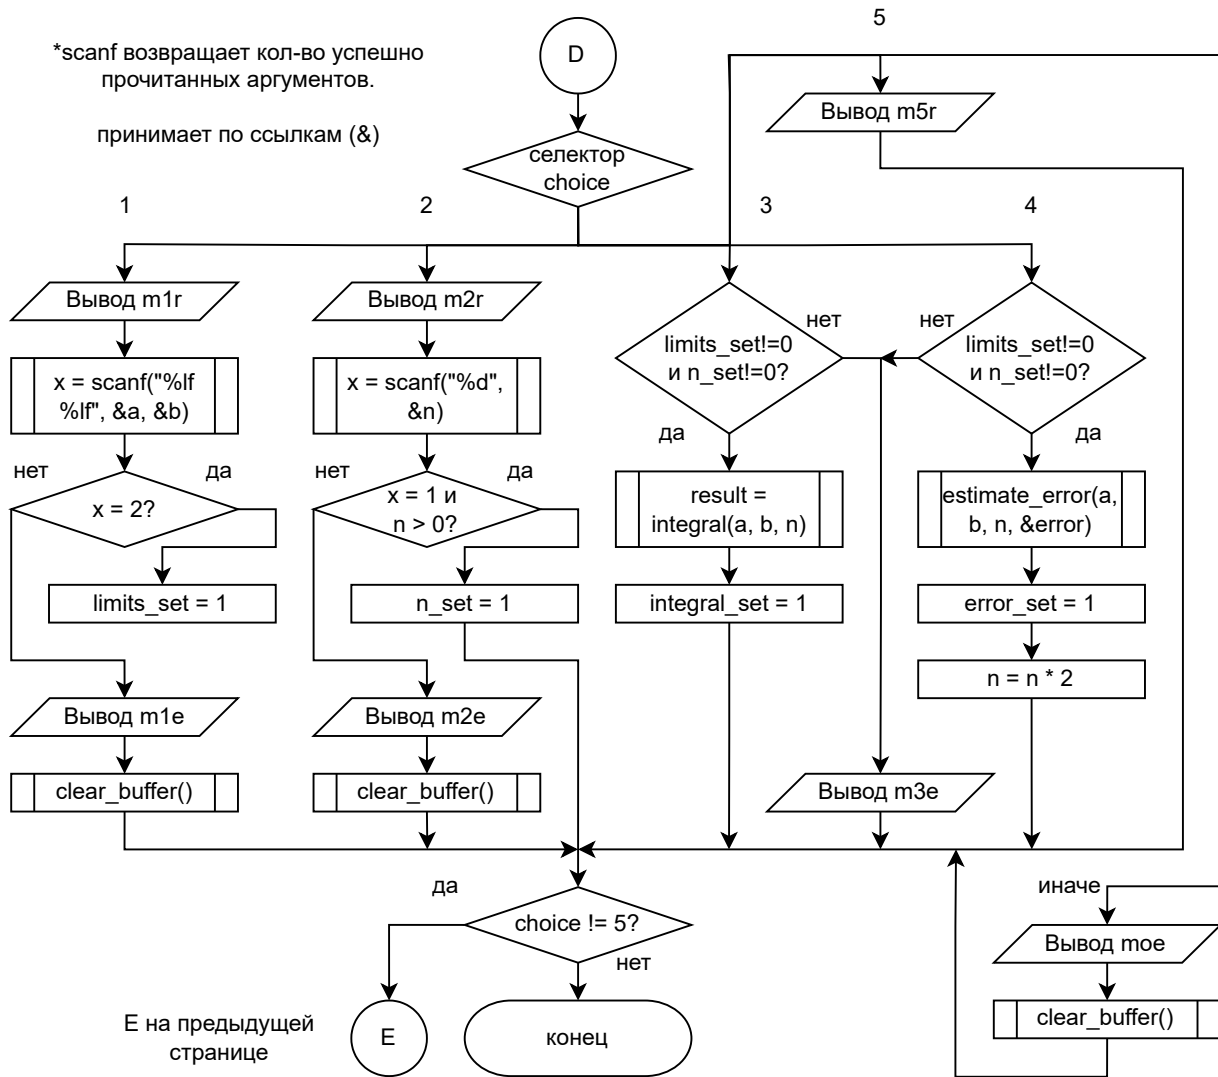 5
*scanf возвращает кол-во успешно
прочитанных аргументов.
принимает по ссылкам (&)
D
Вывод m5r
селектор
choice
1
2
3
4
Вывод m1r
Вывод m2r
limits_set!=0
и n_set!=0?
нет
нет
limits_set!=0
и n_set!=0?
x = scanf("%lf
%lf", &a, &b)
x = scanf("%d",
&n)
да
да
нет
да
нет
да
x = 2?
x = 1 и
n > 0?
result =
integral(a, b, n)
estimate_error(a,
b, n, &error)
limits_set = 1
n_set = 1
integral_set = 1
error_set = 1
n = n * 2
Вывод m1e
Вывод m2e
clear_buffer()
clear_buffer()
Вывод m3e
да
choice != 5?
нет
иначе
Вывод moe
clear_buffer()
Е на предыдущей
странице
E
конец